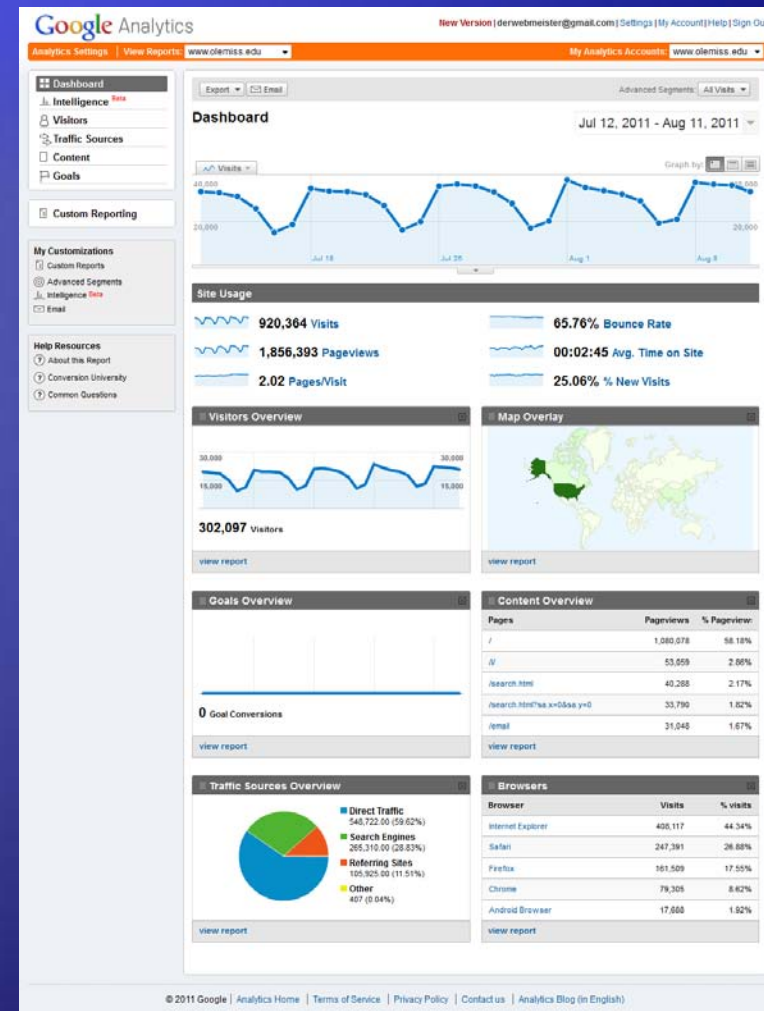 Google Analytics
New Version | derwebmeister@gmail.com | Settings | My Account | Help | Sign Ou
Analytics Settings | View Reports: www.olemiss.edu
My Analytics Accounts: www.olemiss.edu
Dashboard
Intelligence Beta
Visitors
Traffic Sources
Content
Goals
Custom Reporting
My Customizations
Custom Reports
Advanced Segments
Intelligence Beta
Email
Help Resources
About this Report
Conversion University
Common Questions
Export Email
Advanced Segments: All Visits
Dashboard
Jul 12, 2011 - Aug 11, 2011
Visits
Graph by:
40,000
20,000 20,000
Jul 18 Jul 25 Aug 1 Aug 8
Site Usage
920,364 Visits
65.76% Bounce Rate
1,856,393 Pageviews
00:02:45 Avg. Time on Site
2.02 Pages/Visit
25.06% % New Visits
Visitors Overview
30,000 30,000
15,000 15,000
302,097 Visitors
view report
Map Overlay
view report
Goals Overview
0 Goal Conversions
view report
Content Overview
Pages Pageviews % Pageviews
/ 1,080,078 58.18%
// 53,059 2.86%
/search.html 40,288 2.17%
/search.html?sa.x=0&sa.y=0 33,790 1.82%
/email 31,048 1.67%
view report
Traffic Sources Overview
Direct Traffic
548,722.00 (59.62%)
Search Engines
265,310.00 (28.83%)
Referring Sites
105,925.00 (11.51%)
Other
407 (0.04%)
view report
Browsers
Browser Visits % visits
Internet Explorer 408,117 44.34%
Safari 247,391 26.88%
Firefox 161,509 17.55%
Chrome 79,305 8.62%
Android Browser 17,688 1.92%
view report
© 2011 Google | Analytics Home | Terms of Service | Privacy Policy | Contact us | Analytics Blog (in English)